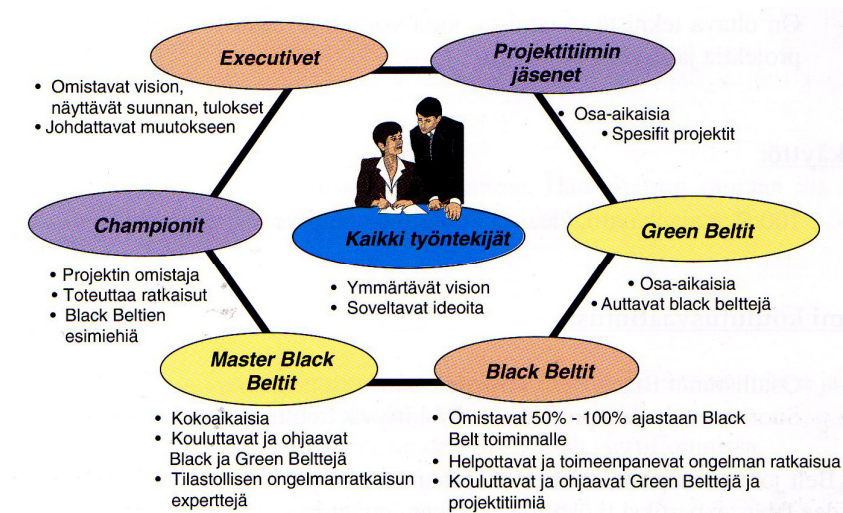 Executivet
• Omistavat vision,
näyttävät suunnan, tulokset
• Johdattavat muutokseen
Projektitiimin
jäsenet
• Osa-aikaisia
• Spesifit projektit
Championit
• Projektin omistaja
• Toteuttaa ratkaisut
• Black Beltien
esimiehiä
Kaikki työntekijät
• Ymmärtävät vision
• Soveltavat ideoita
Green Beltit
• Osa-aikaisia
• Auttavat black belttejä
Master Black
Beltit
• Kokoaikaisia
• Kouluttavat ja ohjaavat
Black ja Green Belttejä
• Tilastollisen ongelmanratkaisun
experttejä
Black Beltit
• Omistavat 50% - 100% ajastaan Black
Belt toiminnalle
• Helpottavat ja toimeenpanevat ongelman ratkaisua
• Kouluttavat ja ohjaavat Green Belttejä ja
projektitiimiä